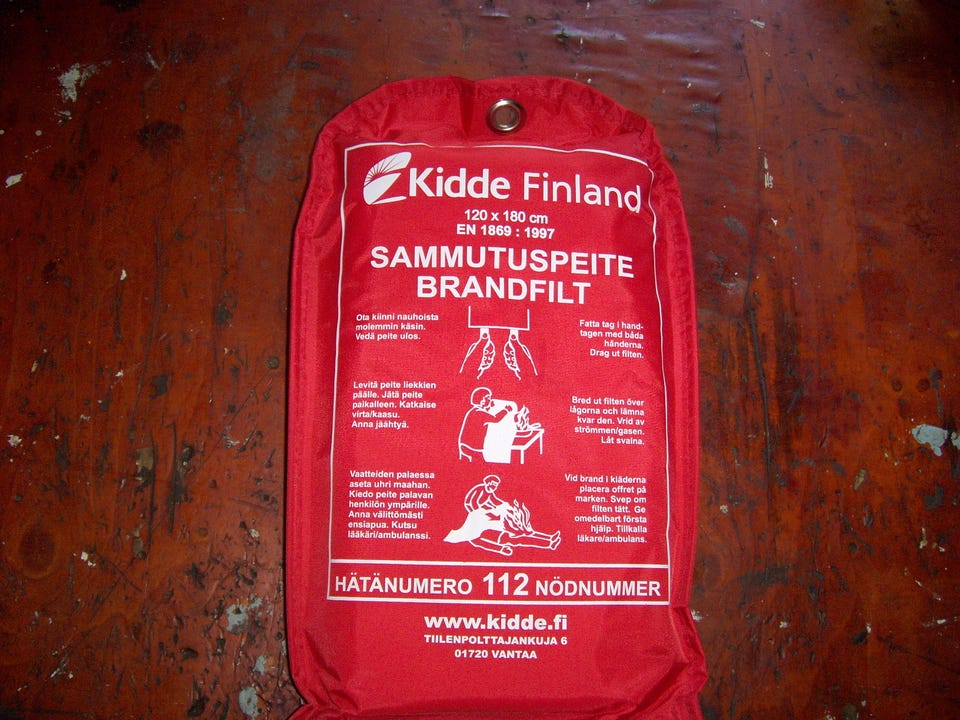 Kidde Finland
120 x 180 cm
EN 1869 : 1997
SAMMUTUSPEITE
BRANDFILT
Ota kiinni nauhoista
molemmin käsin.
Vedä peite ulos.
Fatta tag i hand-
tagen med båda
händerna.
Drag ut filten.
Levitä peite liekkien
päälle. Jätä peite
paikalleen. Katkaise
virta/kaasu.
Anna jäähtyä.
Bred ut filten över
lågorna och lämna
kvar den. Vrid av
strömmen/gasen.
Låt svalna.
Vaatteiden palaessa
aseta uhri maahan.
Kiedo peite palavan
henkilön ympärille.
Anna välittömästi
ensiapua. Kutsu
lääkäri/ambulanssi.
Vid brand i kläderna
placera offret på
marken. Svep om
filten tätt. Ge
omedelbart första
hjälp. Tillkalla
läkare/ambulans.
HÄTÄNUMERO 112 NÖDNUMMER
www.kidde.fi
TIILENPOLTTAJANKUJA 6
01720 VANTAA